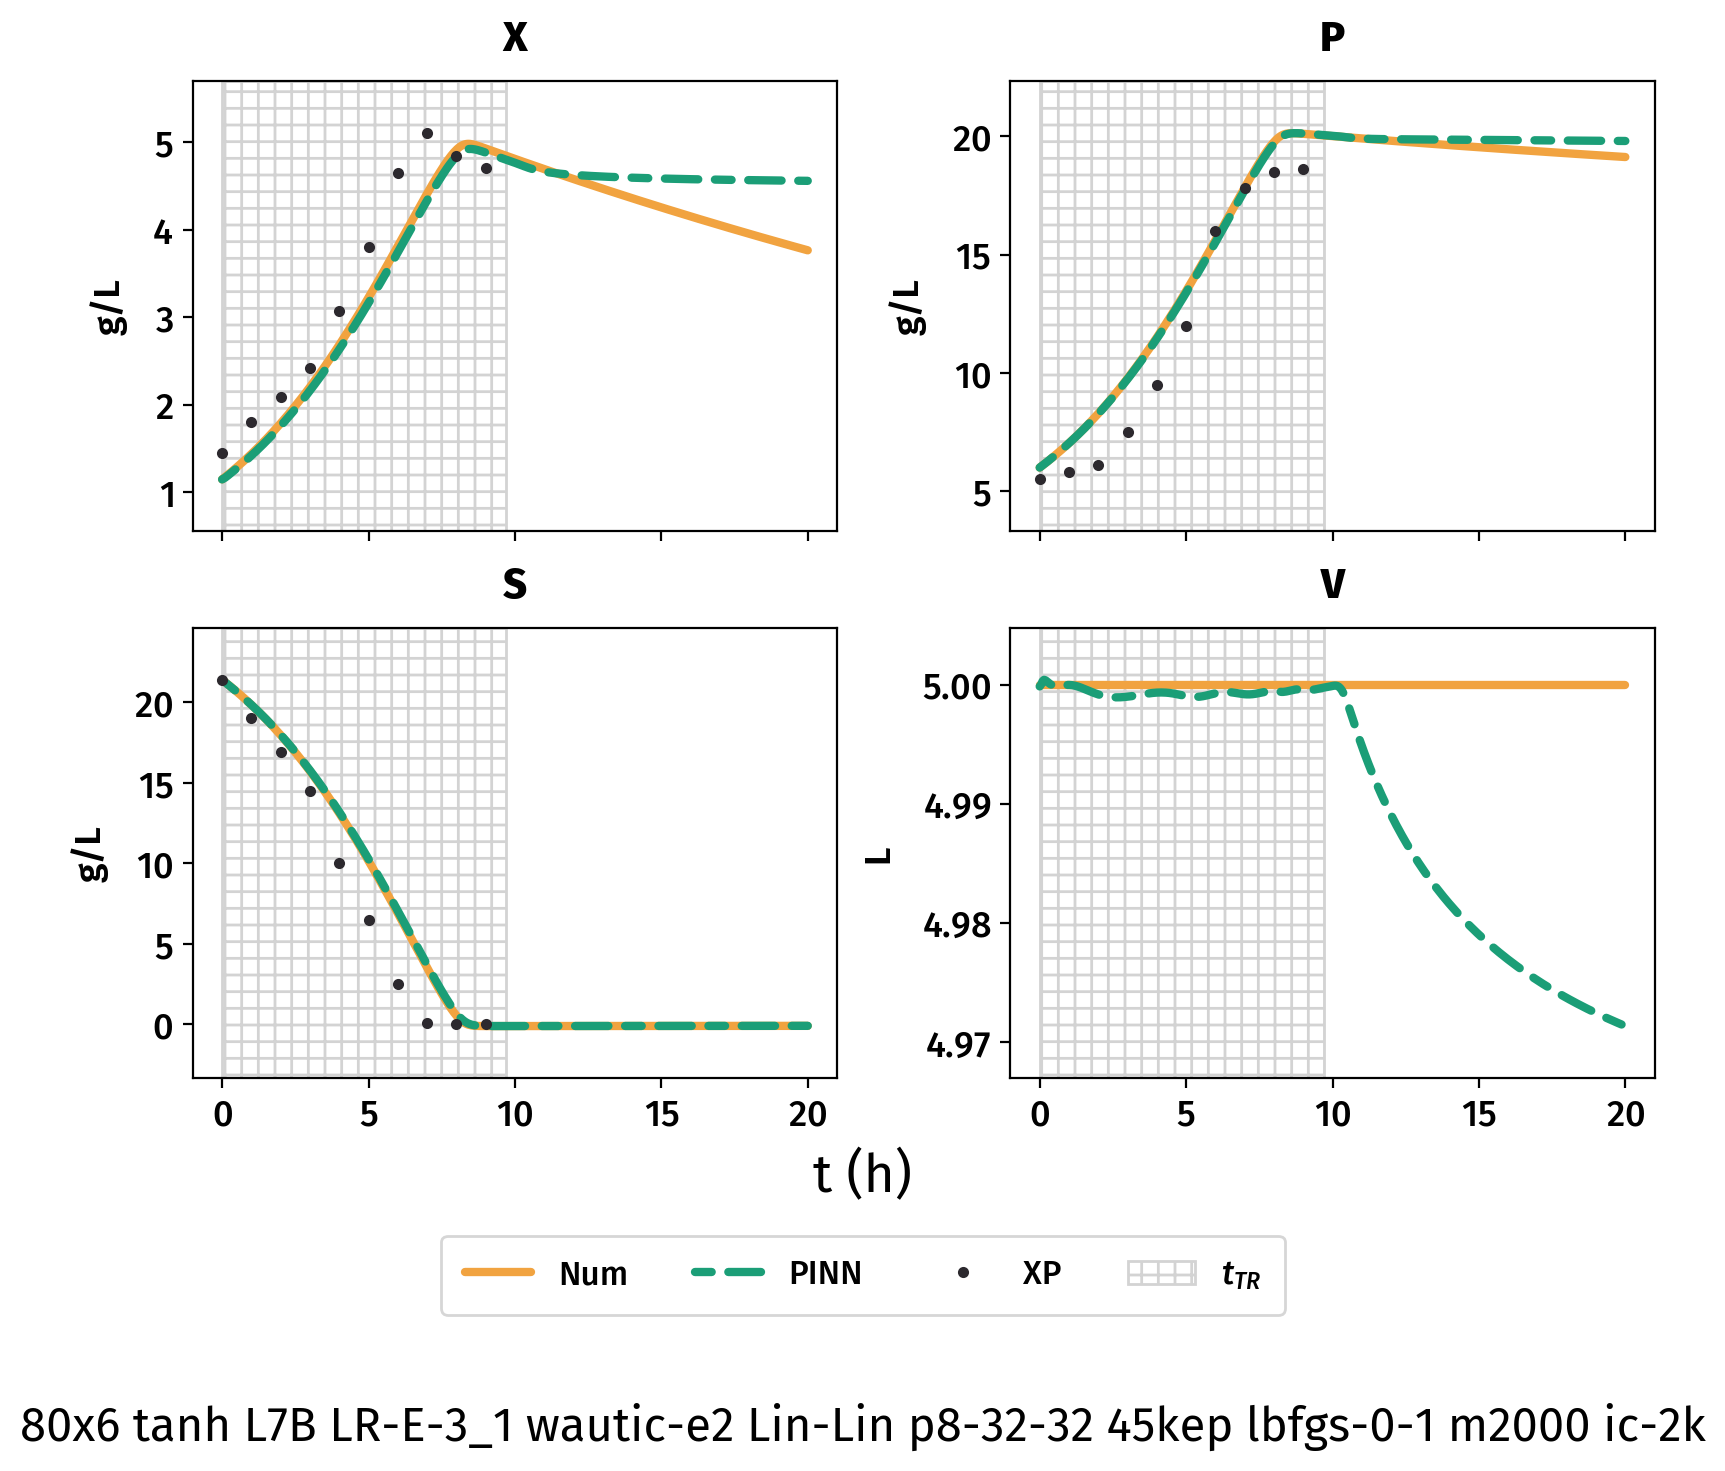 X
P
5
4
3
2
1
g/L
20
15
10
5
g/L
S
V
20
15
10
5
0
g/L
0 5 10 15 20
5.00
4.99
4.98
4.97
L
0 5 10 15 20
t (h)
Num PINN XP tTR
80x6 tanh L7B LR-E-3_1 wautic-e2 Lin-Lin p8-32-32 45kep lbfgs-0-1 m2000 ic-2k